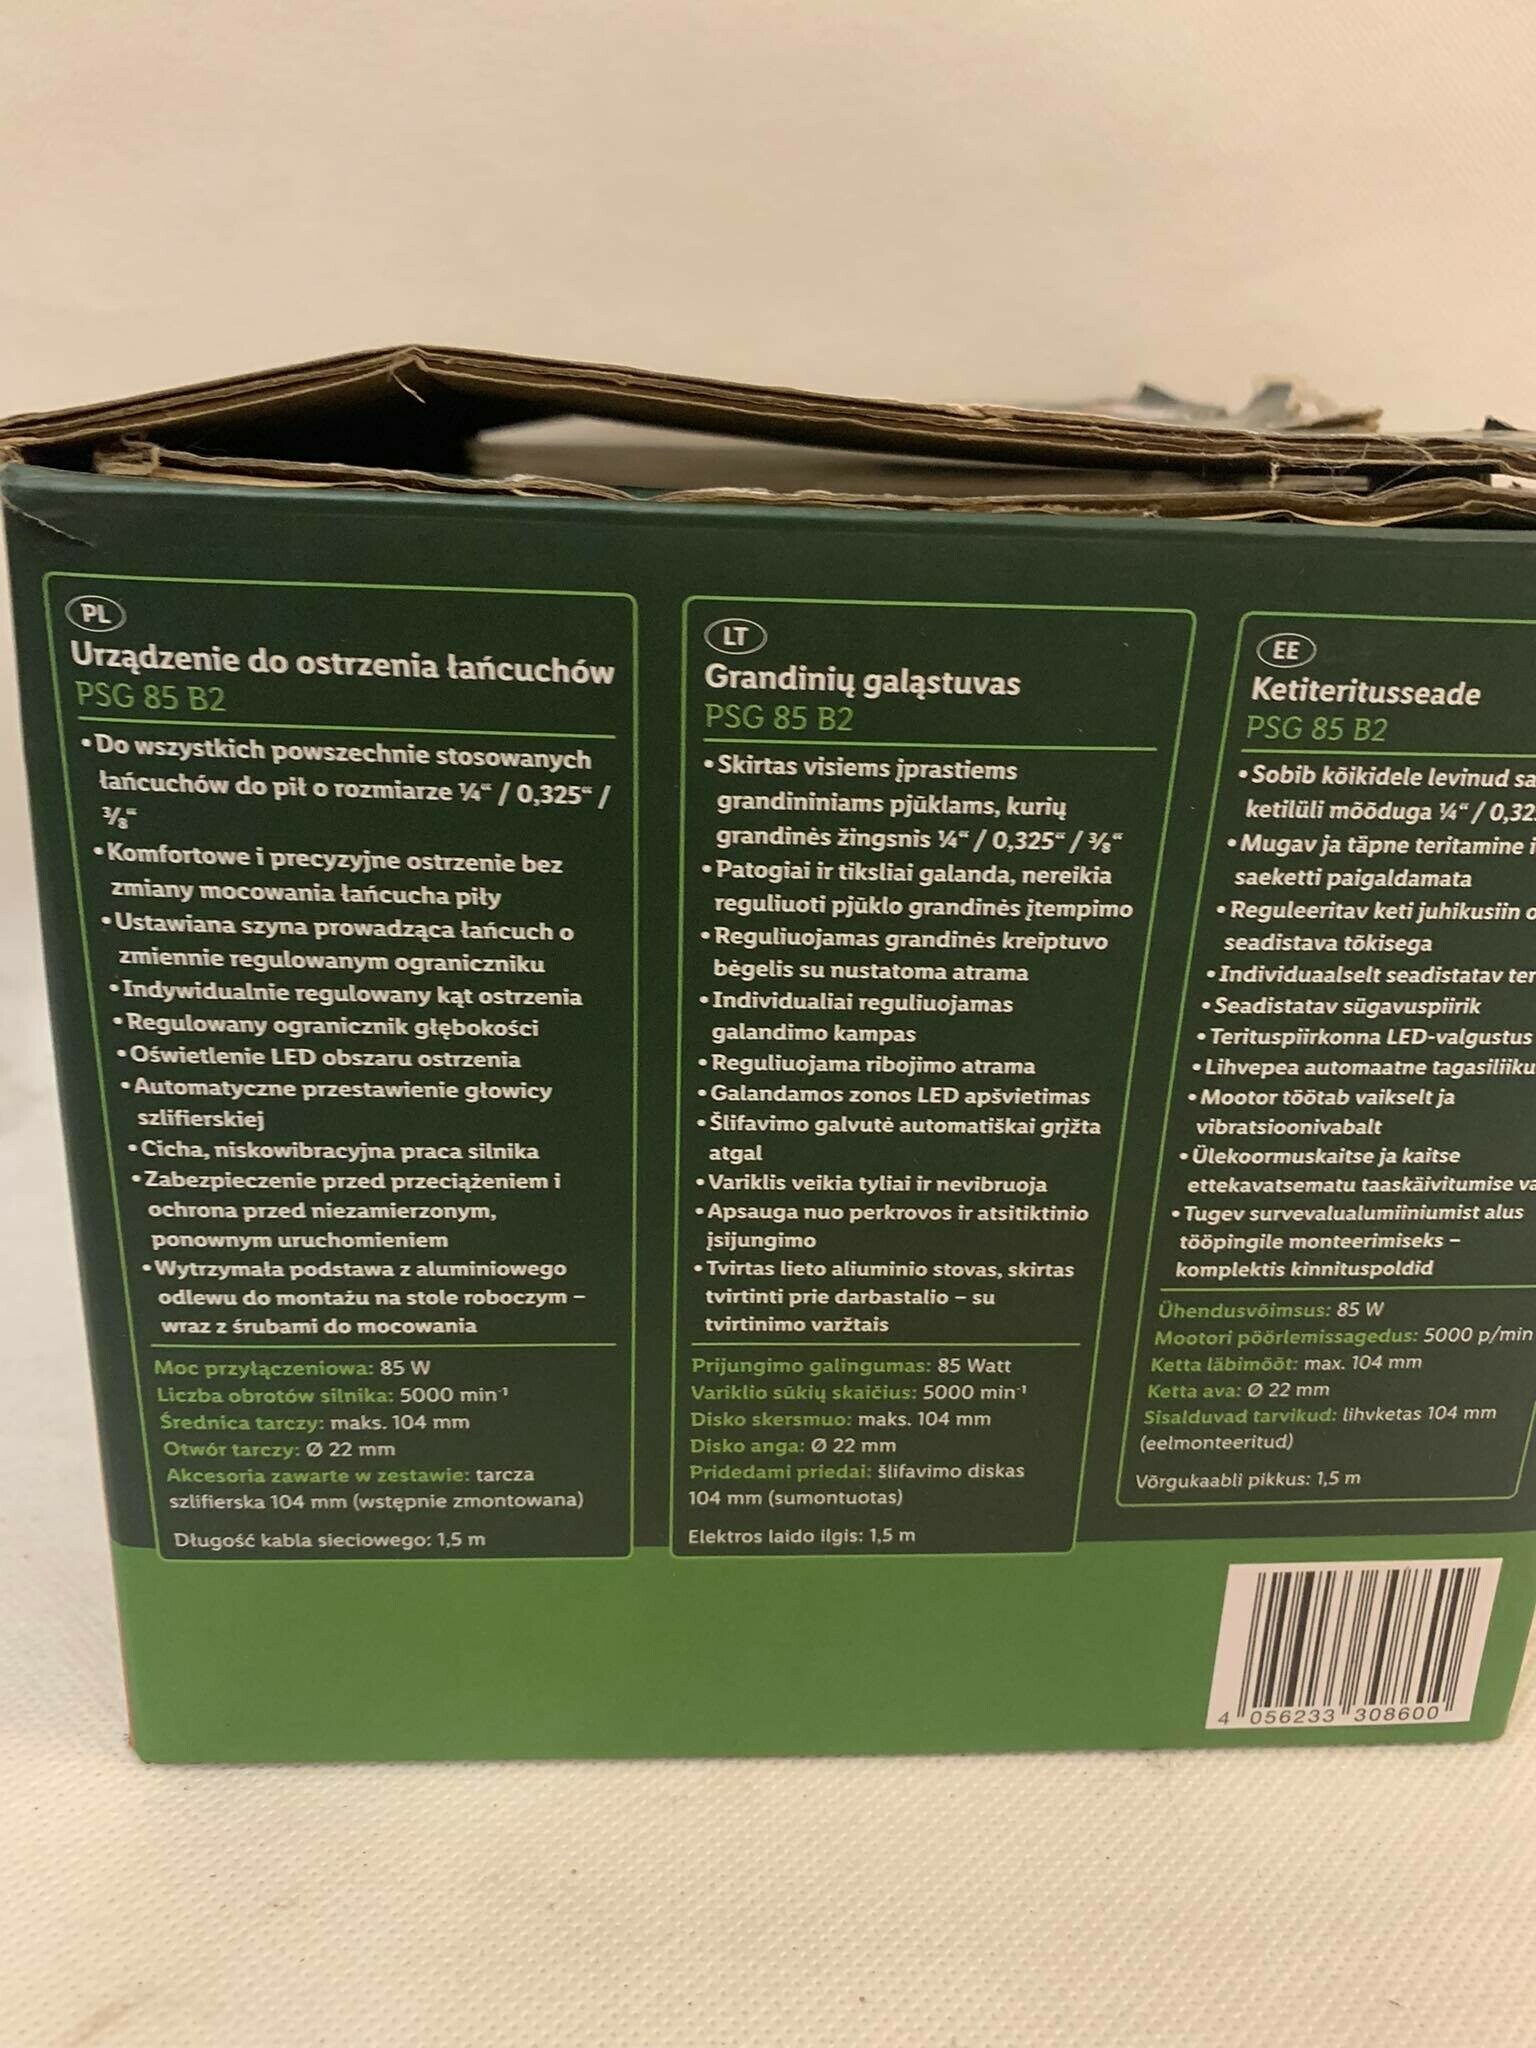 PL
Urządzenie do ostrzenia łańcuchów
PSG 85 B2
•Do wszystkich powszechnie stosowanych
łańcuchów do pił o rozmiarze ¼“ / 0,325“ /
³/₈“
•Komfortowe i precyzyjne ostrzenie bez
zmiany mocowania łańcucha piły
•Ustawiana szyna prowadząca łańcuch o
zmiennie regulowanym ograniczniku
•Indywidualnie regulowany kąt ostrzenia
•Regulowany ogranicznik głębokości
•Oświetlenie LED obszaru ostrzenia
•Automatyczne przestawienie głowicy
szlifierskiej
•Cicha, niskowibracyjna praca silnika
•Zabezpieczenie przed przeciążeniem i
ochrona przed niezamierzonym,
ponownym uruchomieniem
•Wytrzymała podstawa z aluminiowego
odlewu do montażu na stole roboczym –
wraz z śrubami do mocowania
Moc przyłączeniowa: 85 W
Liczba obrotów silnika: 5000 min⁻¹
Średnica tarczy: maks. 104 mm
Otwór tarczy: Ø 22 mm
Akcesoria zawarte w zestawie: tarcza
szlifierska 104 mm (wstępnie zmontowana)
Długość kabla sieciowego: 1,5 m
LT
Grandinių galąstuvas
PSG 85 B2
•Skirtas visiems įprastiems
grandininiams pjūklams, kurių
grandinės žingsnis ¼“ / 0,325“ / ³/₈“
•Patogiai ir tiksliai galanda, nereikia
reguliuoti pjūklo grandinės įtempimo
•Reguliuojamas grandinės kreiptuvo
bėgelis su nustatoma atrama
•Individualiai reguliuojamas
galandimo kampas
•Reguliuojama ribojimo atrama
•Galandamos zonos LED apšvietimas
•Šlifavimo galvutė automatiškai grįžta
atgal
•Variklis veikia tyliai ir nevibruoja
•Apsauga nuo perkrovos ir atsitiktinio
įsijungimo
•Tvirtas lieto aliuminio stovas, skirtas
tvirtinti prie darbastalio – su
tvirtinimo varžtais
Prijungimo galingumas: 85 Watt
Variklio sūkių skaičius: 5000 min⁻¹
Disko skersmuo: maks. 104 mm
Disko anga: Ø 22 mm
Pridedami priedai: šlifavimo diskas
104 mm (sumontuotas)
Elektros laido ilgis: 1,5 m
EE
Ketiteritusseade
PSG 85 B2
•Sobib kõikidele levinud sa
ketilüli mõõduga ¼“ / 0,32
•Mugav ja täpne teritamine i
saeketti paigaldamata
•Reguleeritav keti juhikusiin
seadistava tõkisega
•Individuaalselt seadistatav ter
•Seadistatav sügavuspiirik
•Terituspiirkonna LED-valgustus
•Lihvepea automaatne tagasiliiku
•Mootor töötab vaikselt ja
vibratsioonivabalt
•Ülekoormuskaitse ja kaitse
ettekavatsematu taaskäivitumise va
•Tugev survevalualumiiniumist alus
tööpingile monteerimiseks –
komplektis kinnituspoldid
Ühendusvõimsus: 85 W
Mootori pöörlemissagedus: 5000 p/min
Ketta läbimõõt: max. 104 mm
Ketta ava: Ø 22 mm
Sisalduvad tarvikud: lihvketas 104 mm
(eelmonteeritud)
Võrgukaabli pikkus: 1,5 m
4 056233 308600